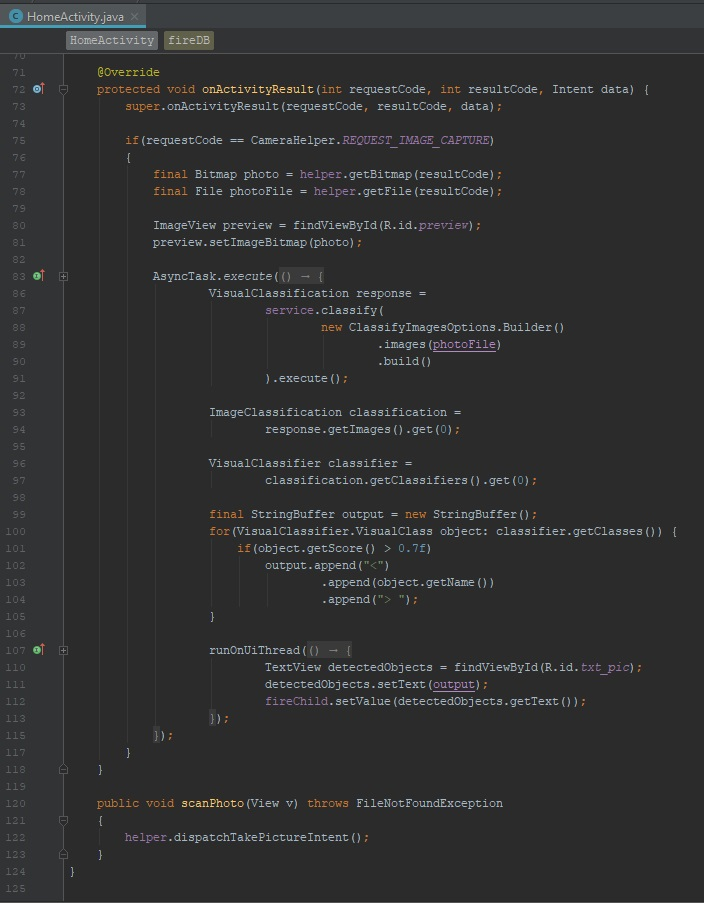 HomeActivity.java
HomeActivity fireDB
70
71 @Override
72 protected void onActivityResult(int requestCode, int resultCode, Intent data) {
73 super.onActivityResult(requestCode, resultCode, data);
74
75 if(requestCode == CameraHelper.REQUEST_IMAGE_CAPTURE)
76 {
77 final Bitmap photo = helper.getBitmap(resultCode);
78 final File photoFile = helper.getFile(resultCode);
79
80 ImageView preview = findViewById(R.id.preview);
81 preview.setImageBitmap(photo);
82
83 AsyncTask.execute(() → {
86 VisualClassification response =
87 service.classify(
88 new ClassifyImagesOptions.Builder()
89 .images(photoFile)
90 .build()
91 ).execute();
92
93 ImageClassification classification =
94 response.getImages().get(0);
95
96 VisualClassifier classifier =
97 classification.getClassifiers().get(0);
98
99 final StringBuffer output = new StringBuffer();
100 for(VisualClassifier.VisualClass object: classifier.getClasses()) {
101 if(object.getScore() > 0.7f)
102 output.append("<")
103 .append(object.getName())
104 .append("> ");
105 }
106
107 runOnUiThread(() → {
110 TextView detectedObjects = findViewById(R.id.txt_pic);
111 detectedObjects.setText(output);
112 fireChild.setValue(detectedObjects.getText());
113 });
115 });
117 }
118 }
119
120 public void scanPhoto(View v) throws FileNotFoundException
121 {
122 helper.dispatchTakePictureIntent();
123 }
124 }
125